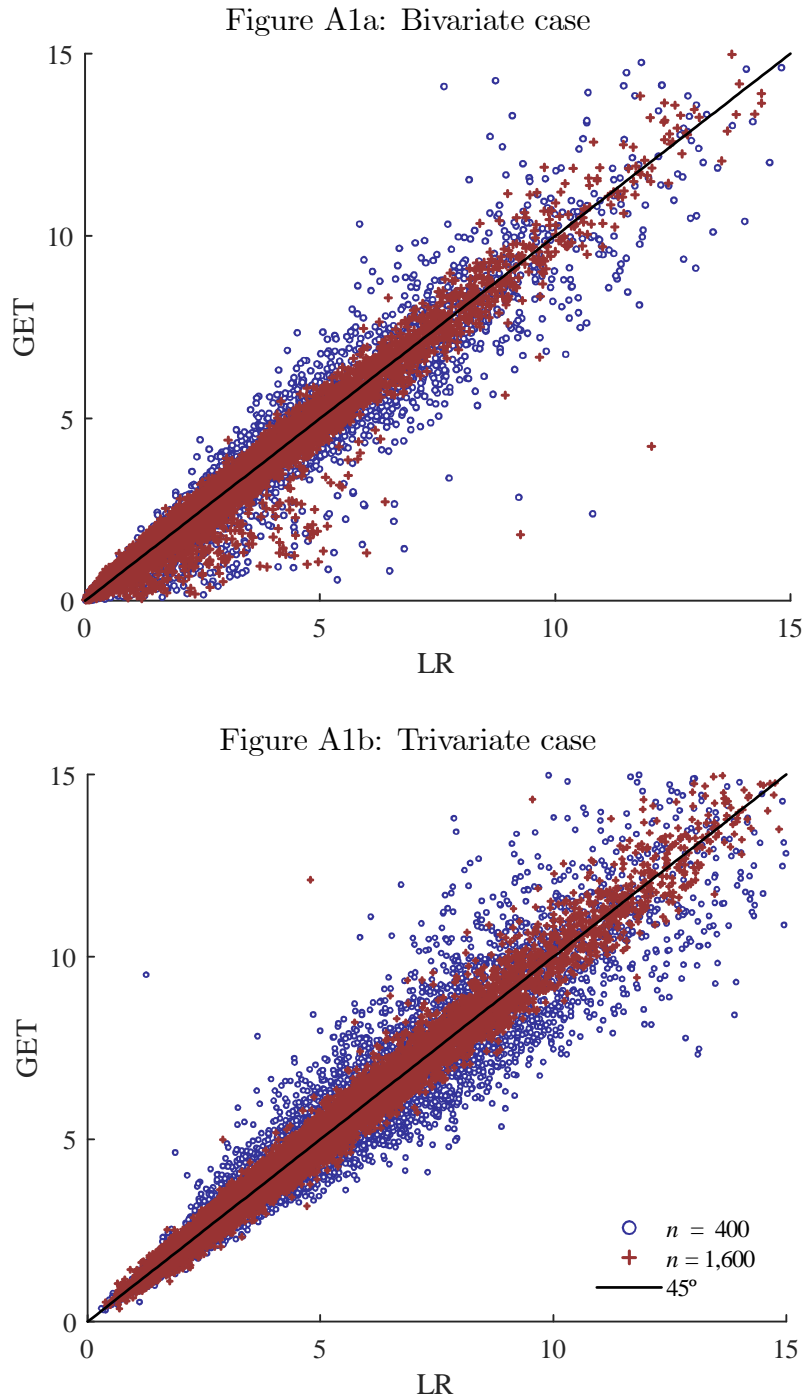 Figure A1a: Bivariate case
15
10
5
0
GET
0 5 10 15
LR
Figure A1b: Trivariate case
15
10
5
0
GET
n = 400
n = 1,600
45º
0 5 10 15
LR